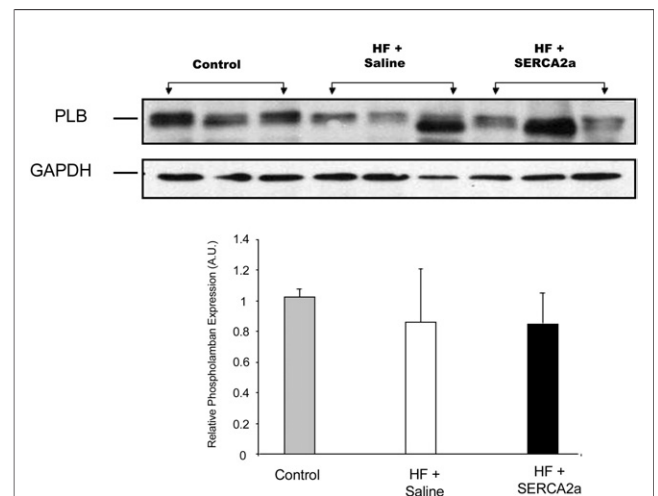 Control
HF +
Saline
HF +
SERCA2a
PLB
GAPDH
Relative Phospholamban Expression (A.U.)
1.4
1.2
1
0.8
0.6
0.4
0.2
0
Control
HF +
Saline
HF +
SERCA2a